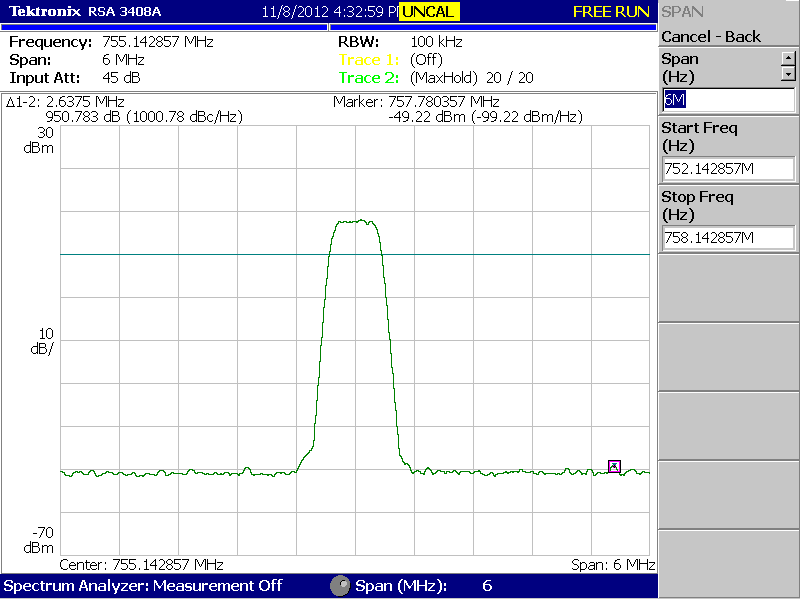 Tektronix RSA 3408A 11/8/2012 4:32:59 P UNCAL FREE RUN SPAN
Cancel - Back
Frequency: 755.142857 MHz RBW: 100 kHz
Span: 6 MHz Trace 1: (Off)
Input Att: 45 dB Trace 2: (MaxHold) 20 / 20
Span
(Hz)
6M
Δ1-2: 2.6375 MHz Marker: 757.780357 MHz
950.783 dB (1000.78 dBc/Hz) -49.22 dBm (-99.22 dBm/Hz)
30
dBm
Start Freq
(Hz)
752.142857M
Stop Freq
(Hz)
758.142857M
10
dB/
-70
dBm
Center: 755.142857 MHz Span: 6 MHz
Spectrum Analyzer: Measurement Off Span (MHz): 6